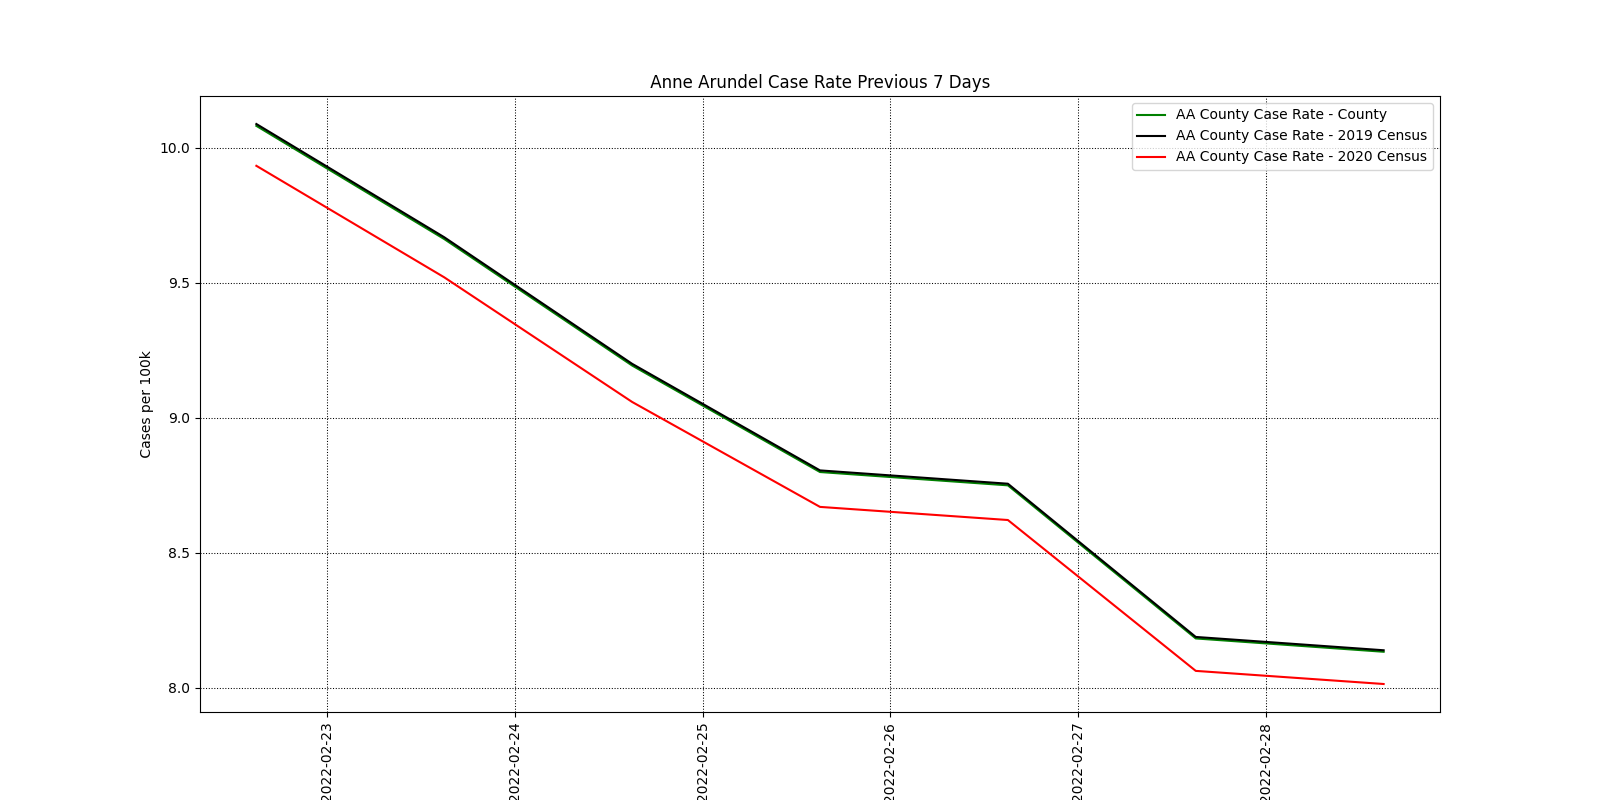 Anne Arundel Case Rate Previous 7 Days
AA County Case Rate - County
AA County Case Rate - 2019 Census
AA County Case Rate - 2020 Census
Cases per 100k
10.0
9.5
9.0
8.5
8.0
2022-02-23
2022-02-24
2022-02-25
2022-02-26
2022-02-27
2022-02-28